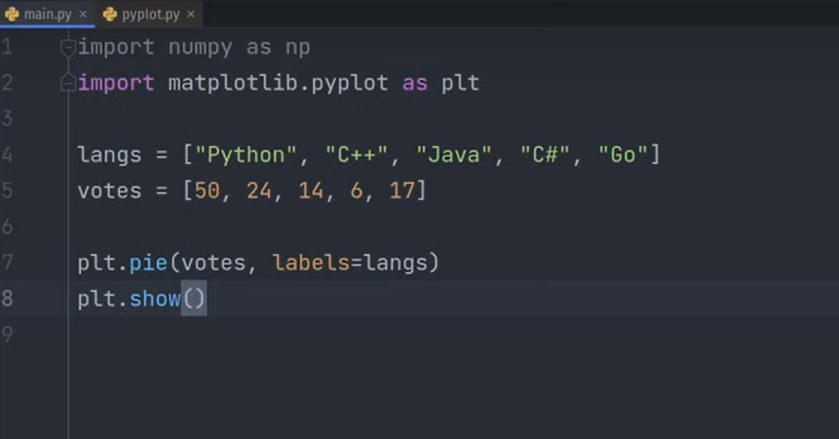 main.py × pyplot.py ×
1 import numpy as np
2 import matplotlib.pyplot as plt
3
4 langs = ["Python", "C++", "Java", "C#", "Go"]
5 votes = [50, 24, 14, 6, 17]
6
7 plt.pie(votes, labels=langs)
8 plt.show()
9